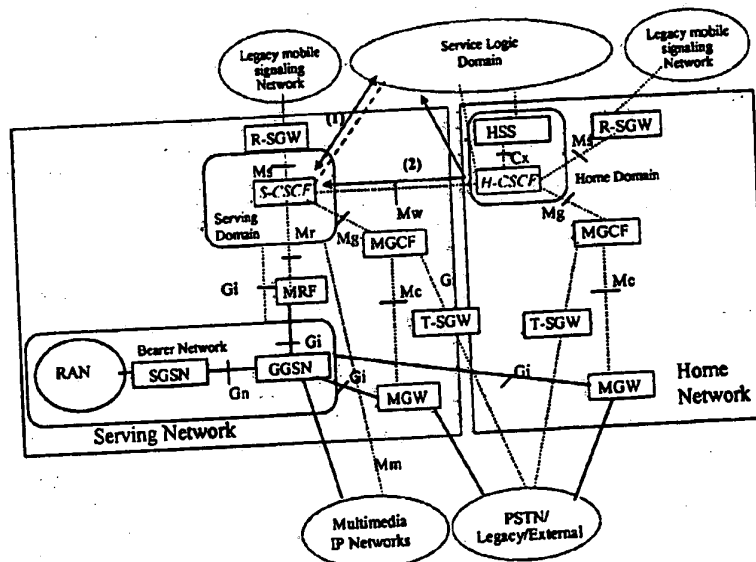 Legacy mobile
signaling
Network
Service Logic
Domain
Legacy mobile
signaling
Network
(1)
R-SGW
HSS
R-SGW
Ms
(2)
Cx
Ms
S-CSCF
H-CSCF
Home Domain
Serving
Domain
Mr
Mg
Mw
MGCF
Mg
MGCF
Gi
MRF
Mc
G
Mc
T-SGW
T-SGW
Bearer Network
Gi
RAN
SGSN
Gn
GGSN
Gi
MGW
Gi
MGW
Home
Network
Serving Network
Mm
Multimedia
IP Networks
PSTN/
Legacy/External